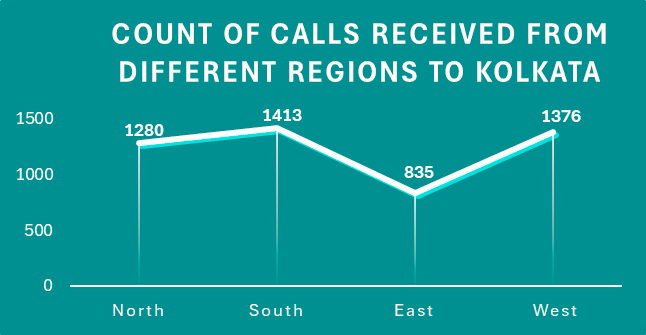 COUNT OF CALLS RECEIVED FROM
DIFFERENT REGIONS TO KOLKATA
1500
1000
500
0
1280
1413
835
1376
North
South
East
West